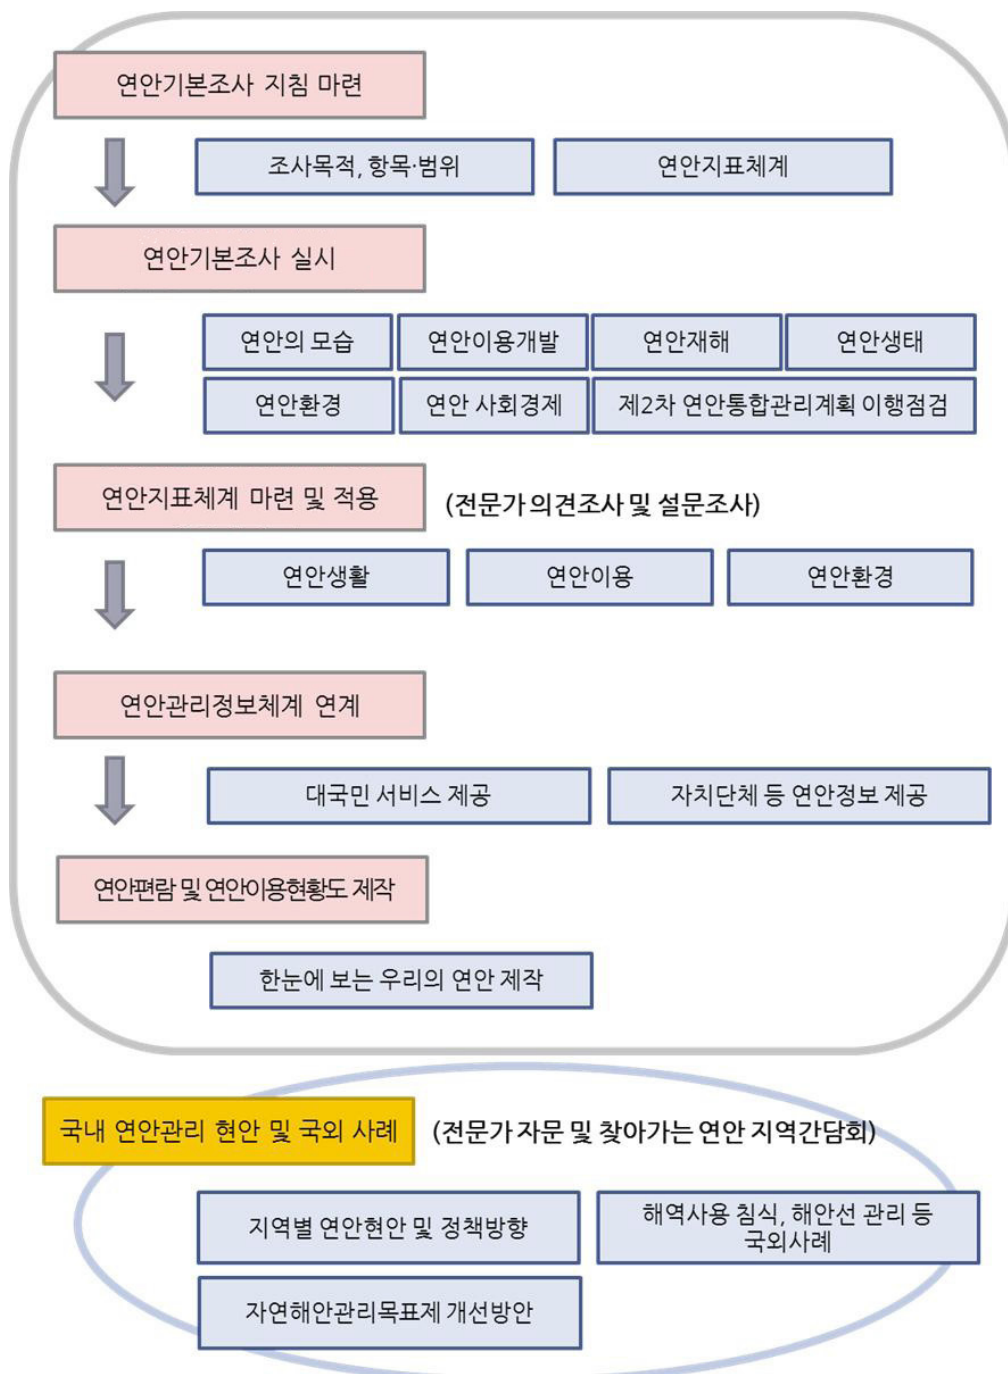 연안기본조사 지침 마련
조사목적, 항목·범위
연안지표체계
연안기본조사 실시
연안의 모습
연안이용개발
연안재해
연안생태
연안환경
연안 사회경제
제2차 연안통합관리계획 이행점검
연안지표체계 마련 및 적용
(전문가 의견조사 및 설문조사)
연안생활
연안이용
연안환경
연안관리정보체계 연계
대국민 서비스 제공
자치단체 등 연안정보 제공
연안편람 및 연안이용현황도 제작
한눈에 보는 우리의 연안 제작
국내 연안관리 현안 및 국외 사례
(전문가 자문 및 찾아가는 연안 지역간담회)
지역별 연안현안 및 정책방향
해역사용 침식, 해안선 관리 등
국외사례
자연해안관리목표제 개선방안